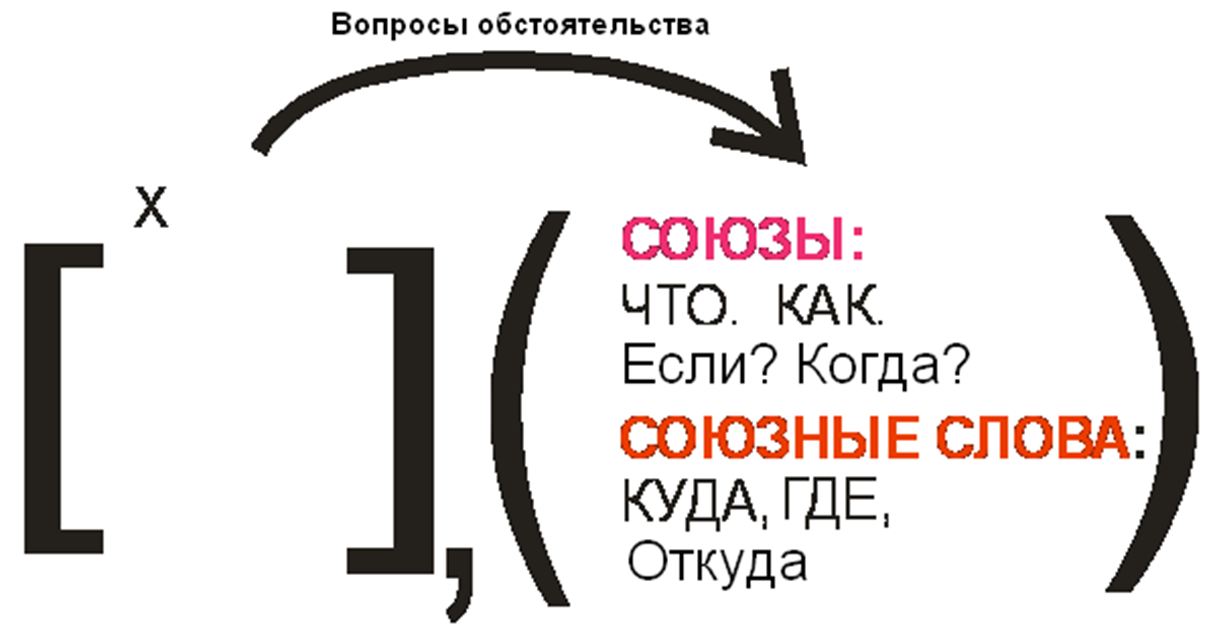 Вопросы обстоятельства
х
[ ], (
СОЮЗЫ:
ЧТО. КАК.
Если? Когда?
СОЮЗНЫЕ СЛОВА:
КУДА, ГДЕ,
Откуда
)